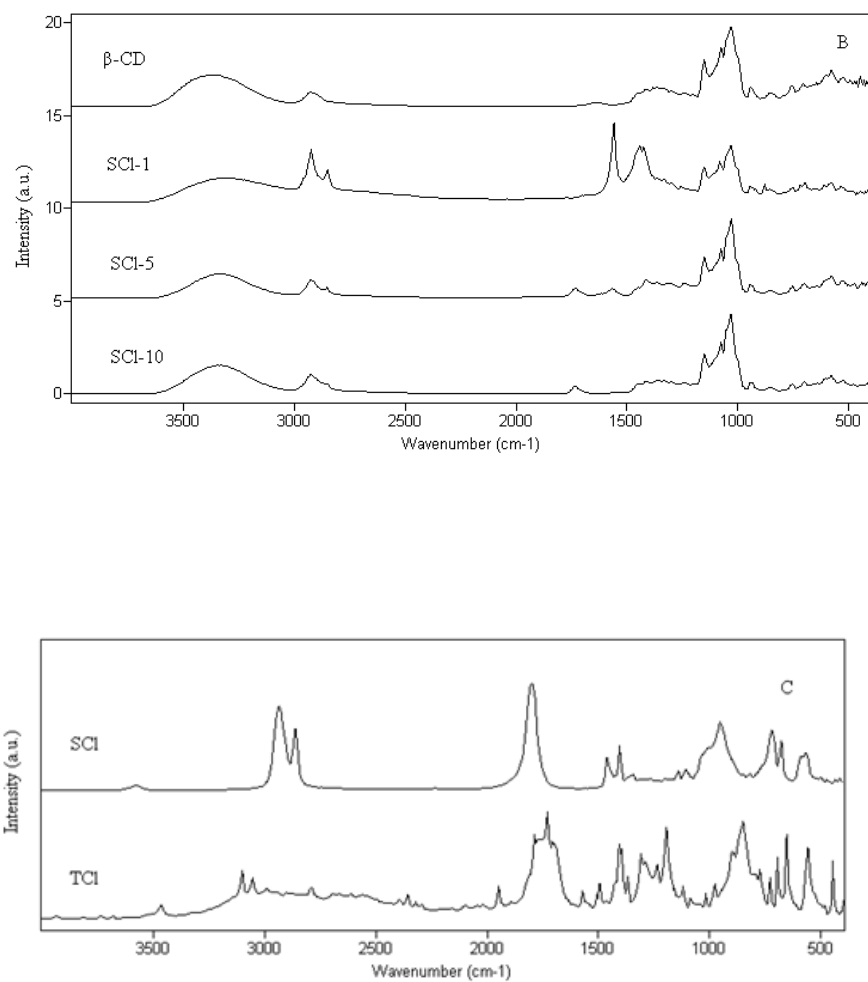 20
B
β-CD
15
SCl-1
10
SCl-5
5
SCl-10
0
Intensity (a.u.)
3500 3000 2500 2000 1500 1000 500
Wavenumber (cm-1)
C
SCl
TCl
Intensity (a.u.)
3500 3000 2500 2000 1500 1000 500
Wavenumber (cm-1)